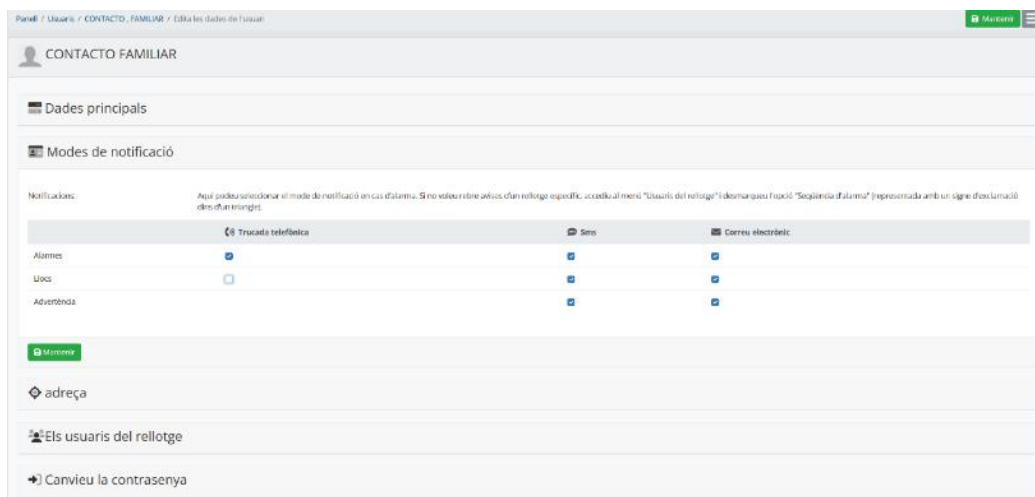 Panell / Usuaris / CONTACTO , FAMILIAR / Edita les dades de l'usuari
Mantenir
CONTACTO FAMILIAR
Dades principals
Modes de notificació
Notificacions:
Aquí podeu seleccionar el mode de notificació en cas d'alarma. Si no voleu rebre avisos d'un rellotge específic, accediu al menú "Usuaris del rellotge" i desmarqueu l'opció "Seqüència d'alarma" (representada amb un signe d'exclamació
dins d'un triangle).
Trucada telefònica Sms Correu electrònic
Alarmes
Llocs
Advertència
Mantenir
adreça
Els usuaris del rellotge
Canvieu la contrasenya